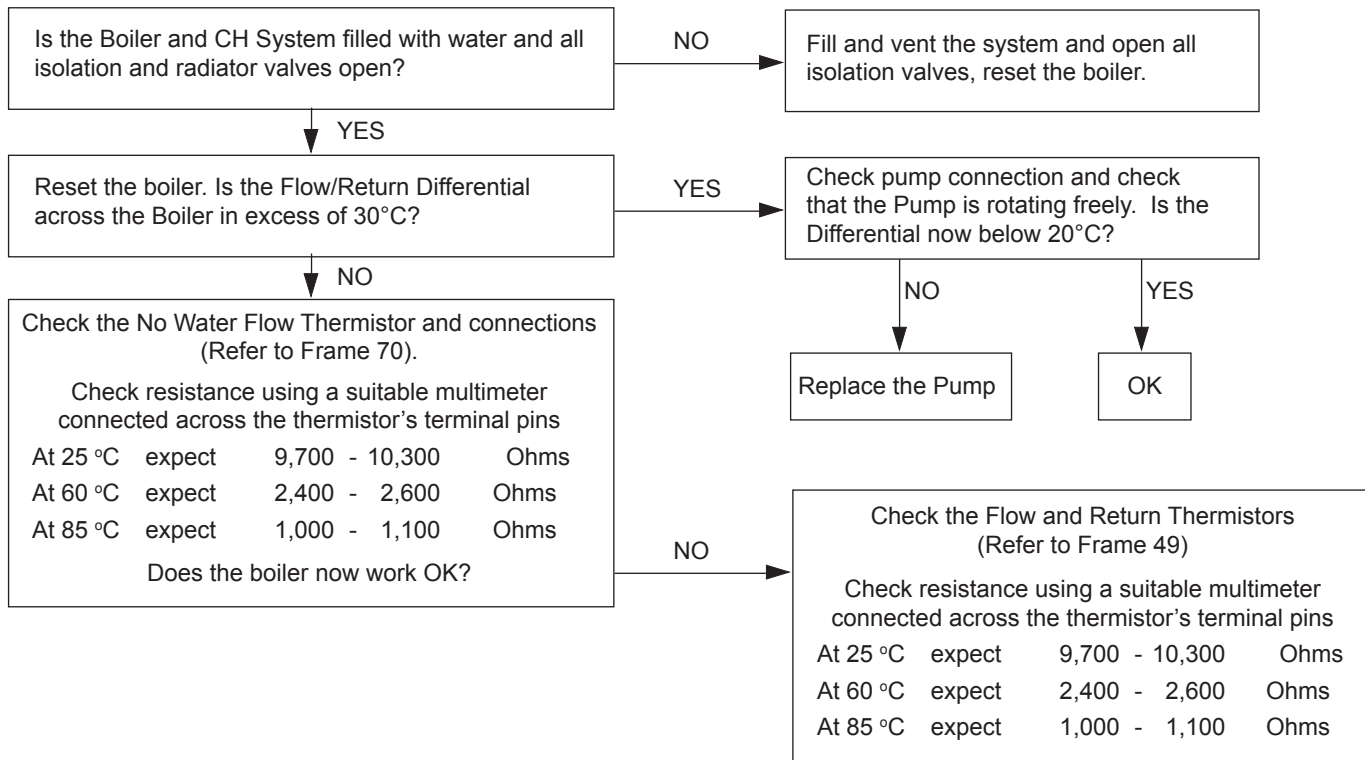 Is the Boiler and CH System filled with water and all
isolation and radiator valves open?
NO
Fill and vent the system and open all
isolation valves, reset the boiler.
YES
Reset the boiler. Is the Flow/Return Differential
across the Boiler in excess of 30°C?
YES
Check pump connection and check
that the Pump is rotating freely. Is the
Differential now below 20°C?
NO
NO
YES
Replace the Pump
OK
Check the No Water Flow Thermistor and connections
(Refer to Frame 70).
Check resistance using a suitable multimeter
connected across the thermistor's terminal pins
At 25 °C expect 9,700 - 10,300 Ohms
At 60 °C expect 2,400 - 2,600 Ohms
At 85 °C expect 1,000 - 1,100 Ohms
Does the boiler now work OK?
NO
Check the Flow and Return Thermistors
(Refer to Frame 49)
Check resistance using a suitable multimeter
connected across the thermistor's terminal pins
At 25 °C expect 9,700 - 10,300 Ohms
At 60 °C expect 2,400 - 2,600 Ohms
At 85 °C expect 1,000 - 1,100 Ohms